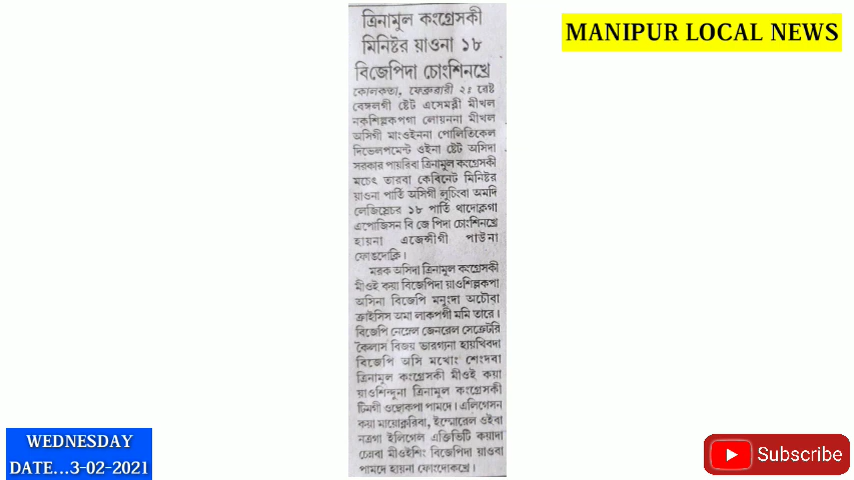 ত্রিনামুল কংগ্রেসকী
মিনিষ্টর য়াওনা ১৮
বিজেপিদা চোংশিনখ্রে
কোলকতা, ফেব্রুৱারী ২ঃ ৱেষ্ট
বেঙ্গলগী ষ্টেট এসেমব্লী মীখল
নকশিল্লকপগা লোয়ননা মীখল
অসিগী মাংওইননা পোলিতিকেল
দিভেলপমেন্ট ওইনা ষ্টেট অসিদা
সরকার পায়রিবা ত্রিনামুল কংগ্রেসকী
মচেৎ তারবা কেবিনেট মিনিষ্টর
য়াওনা পার্তি অসিগী লুচিংবা অমদি
লেজিস্লেচর ১৮ পার্তি থাদোক্লগা
এপোজিসন বি জে পিদা চোংশিনখ্রে
হায়না এজেন্সীগী পাউনা
ফোঙদোক্লি।
মরক অসিদা ত্রিনামুল কংগ্রেসকী
মীওই কয়া বিজেপিদা য়াওশিল্লকপা
অসিনা বিজেপি মনুংদা অচৌবা
ক্রাইসিস অমা লাকপগী মমি তারে।
বিজেপি নেস্নেল জেনরেল সেক্রেটরি
কৈলাস বিজয় ভারগ্যনা হায়খিবদা
বিজেপি অসি মথোং শেংদবা
ত্রিনামুল কংগ্রেসকী মীওই কয়া
য়াওশিন্দুনা ত্রিনামুল কংগ্রেসকী
টিমগী ওন্থোকপা পামদে। এলিগেসন
কয়া মায়োক্নরিবা, ইম্মোরেল ওইবা
নত্রগা ইলিগেল এক্তিভিটি কয়াদা
চেনবা মীওইশিং বিজেপিদা য়াওবা
পামদে হায়না ফোংদোকখ্রে।
MANIPUR LOCAL NEWS
WEDNESDAY
DATE...3-02-2021
Subscribe